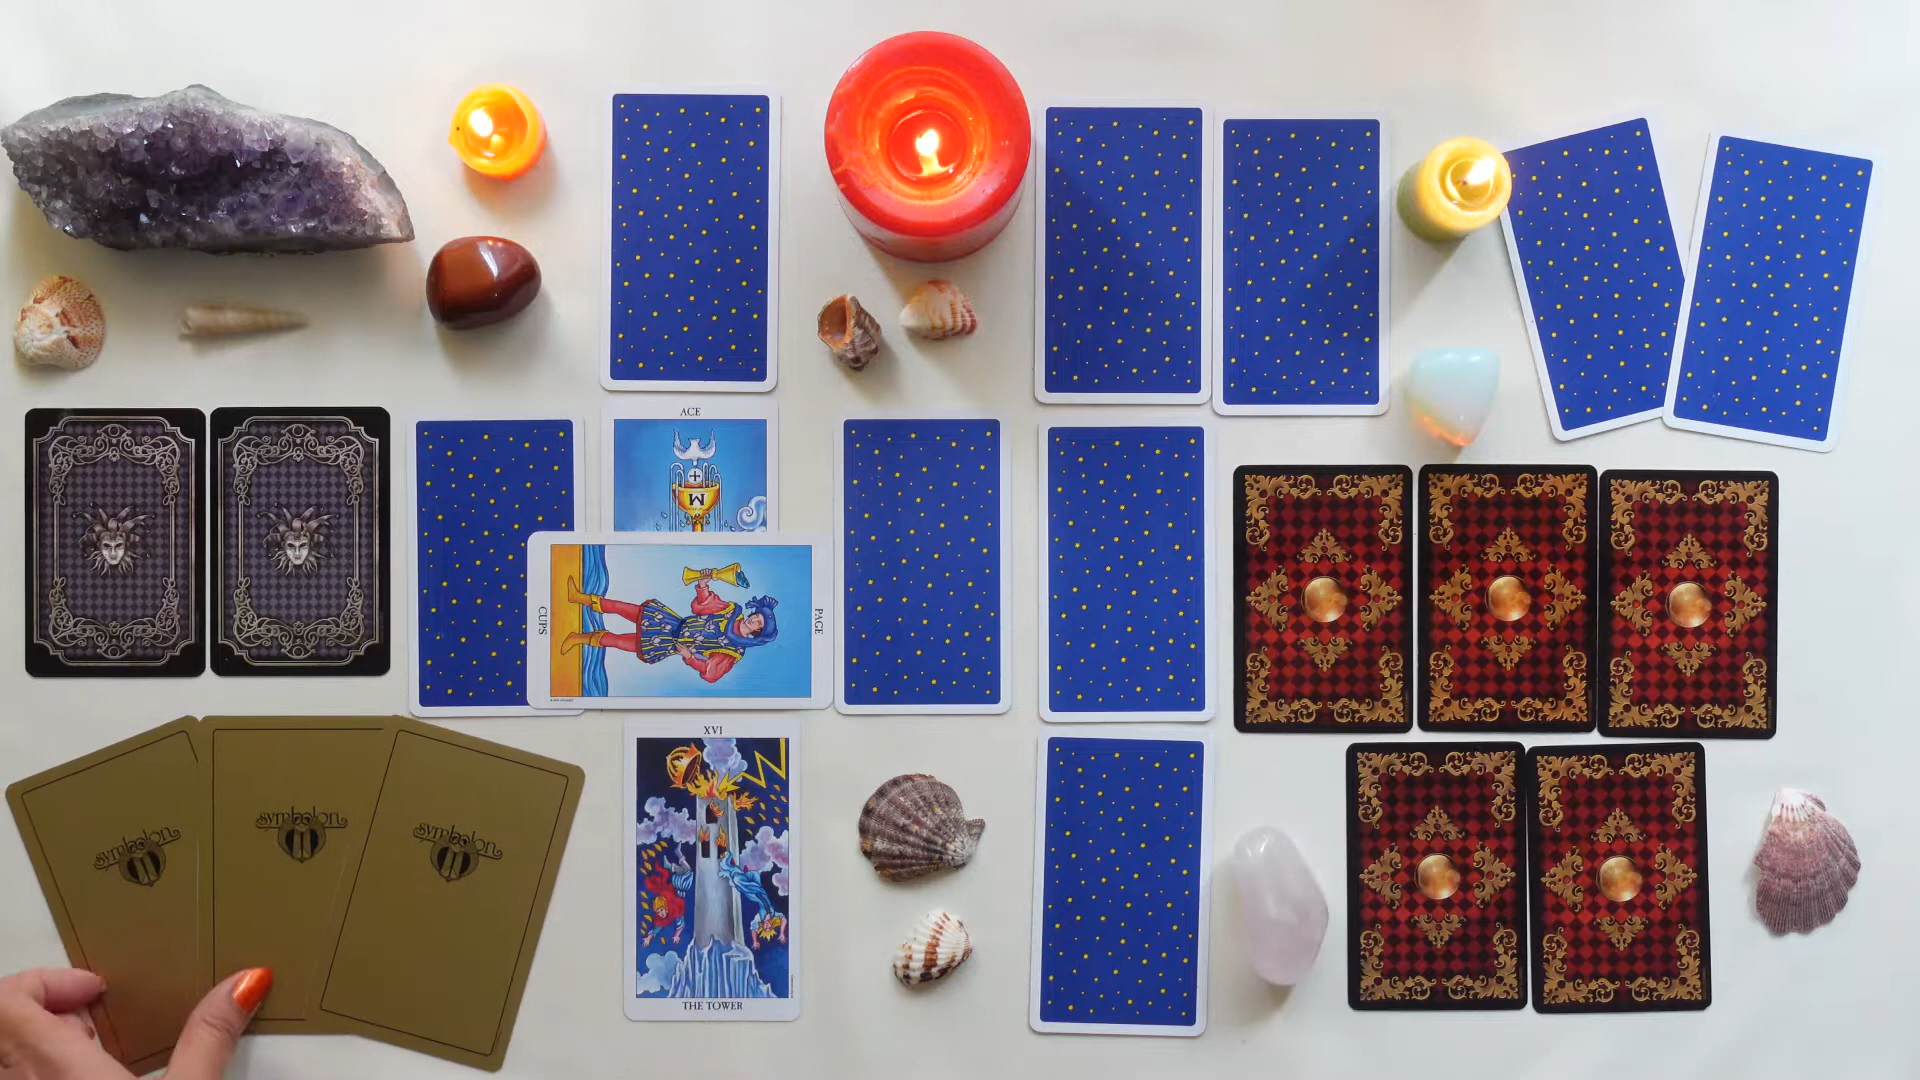 ACE
M
CUPS
PAGE
symbolon
symbolon
symbolon
XVI
THE TOWER